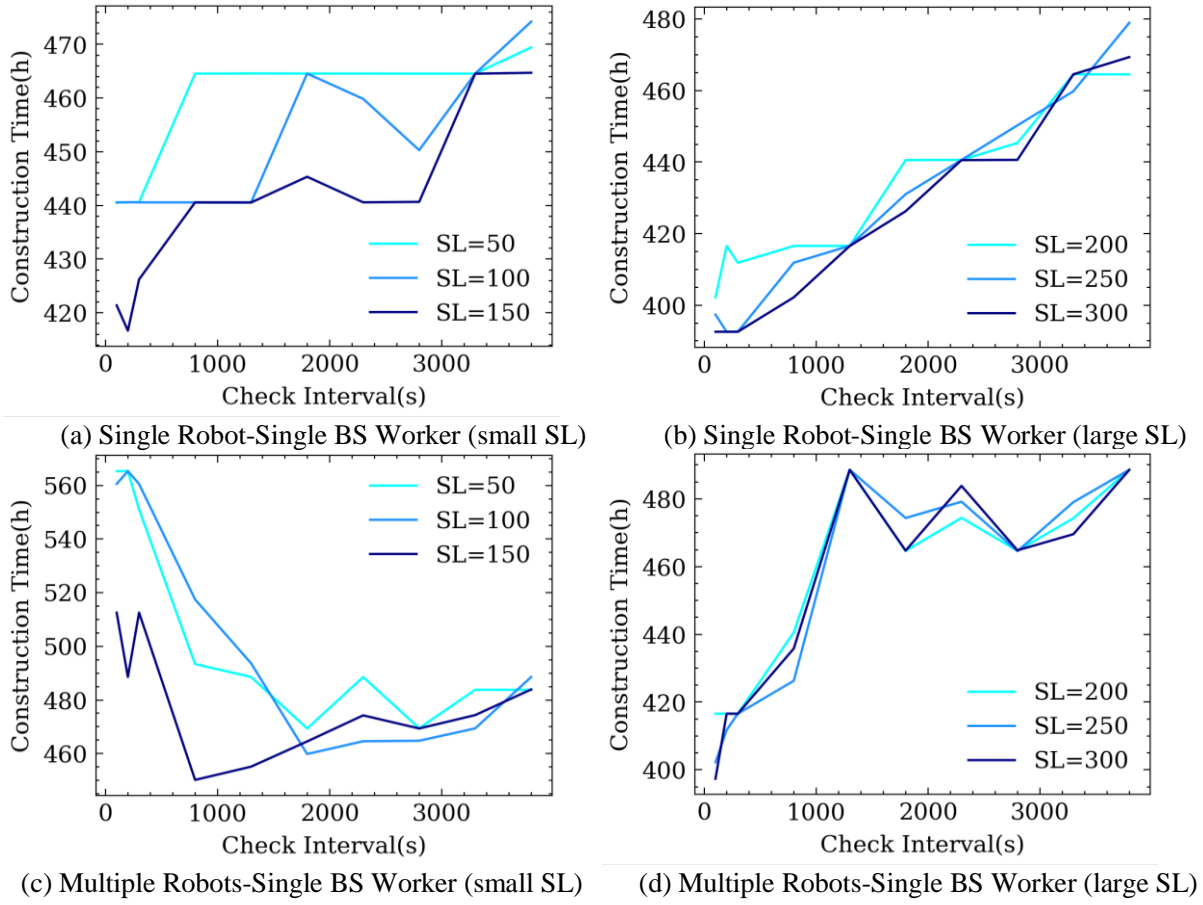 470
460
450
440
430
420
Construction Time(h)
SL=50
SL=100
SL=150
0 1000 2000 3000
Check Interval(s)
(a) Single Robot-Single BS Worker (small SL)
480
460
440
420
400
Construction Time(h)
SL=200
SL=250
SL=300
0 1000 2000 3000
Check Interval(s)
(b) Single Robot-Single BS Worker (large SL)
560
540
520
500
480
460
Construction Time(h)
SL=50
SL=100
SL=150
0 1000 2000 3000
Check Interval(s)
(c) Multiple Robots-Single BS Worker (small SL)
480
460
440
420
400
Construction Time(h)
SL=200
SL=250
SL=300
0 1000 2000 3000
Check Interval(s)
(d) Multiple Robots-Single BS Worker (large SL)